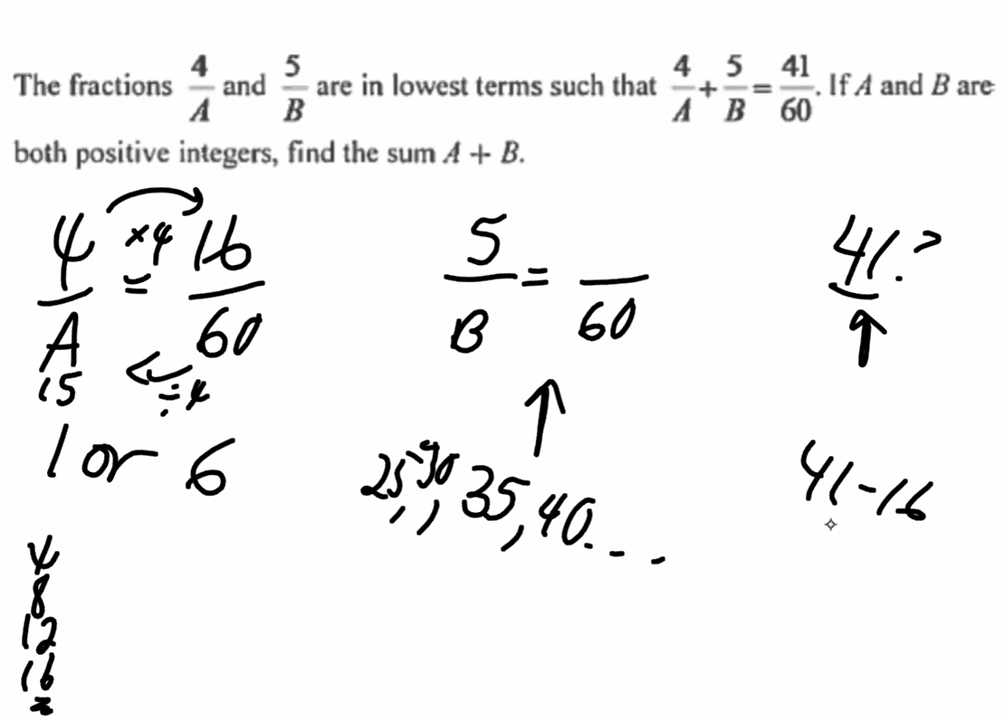 The fractions 4/A and 5/B are in lowest terms such that 4/A + 5/B = 41/60. If A and B are
both positive integers, find the sum A + B.
4/A = 16/60
×4
15
÷4
5/B = /60
41?
1 or 6
25, 30, 35, 40...
41-16
4
8
12
16